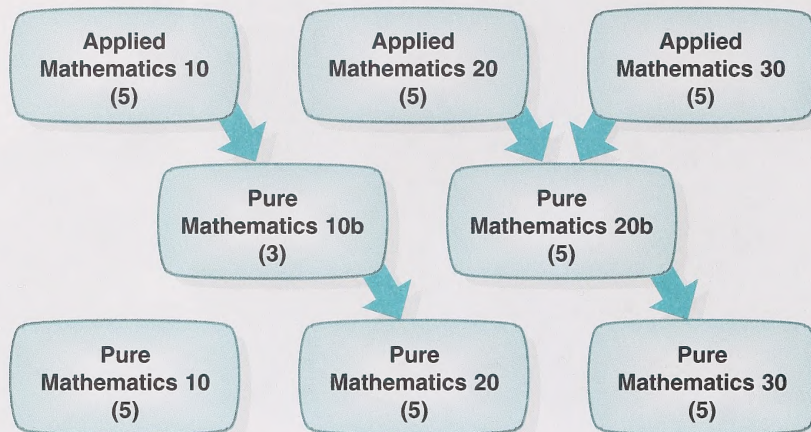 Applied
Mathematics 10
(5)
Applied
Mathematics 20
(5)
Applied
Mathematics 30
(5)
Pure
Mathematics 10b
(3)
Pure
Mathematics 20b
(5)
Pure
Mathematics 10
(5)
Pure
Mathematics 20
(5)
Pure
Mathematics 30
(5)